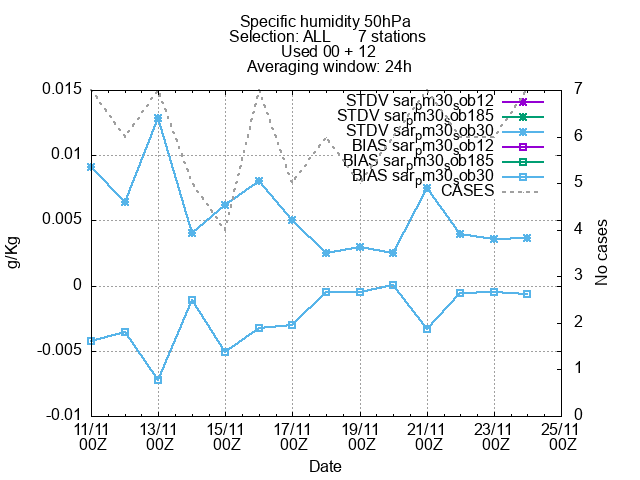 Specific humidity 50hPa
Selection: ALL 7 stations
Used 00 + 12
Averaging window: 24h
0.015
0.01
0.005
0
-0.005
-0.01
g/Kg
STDV sar_pm30_sob12
STDV sar_pm30_sob185
STDV sar_pm30_sob30
BIAS sar_pm30_sob12
BIAS sar_pm30_sob185
BIAS sar_pm30_sob30
CASES
7
6
5
4
3
2
1
0
No cases
11/11 13/11 15/11 17/11 19/11 21/11 23/11 25/11
00Z 00Z 00Z 00Z 00Z 00Z 00Z 00Z
Date